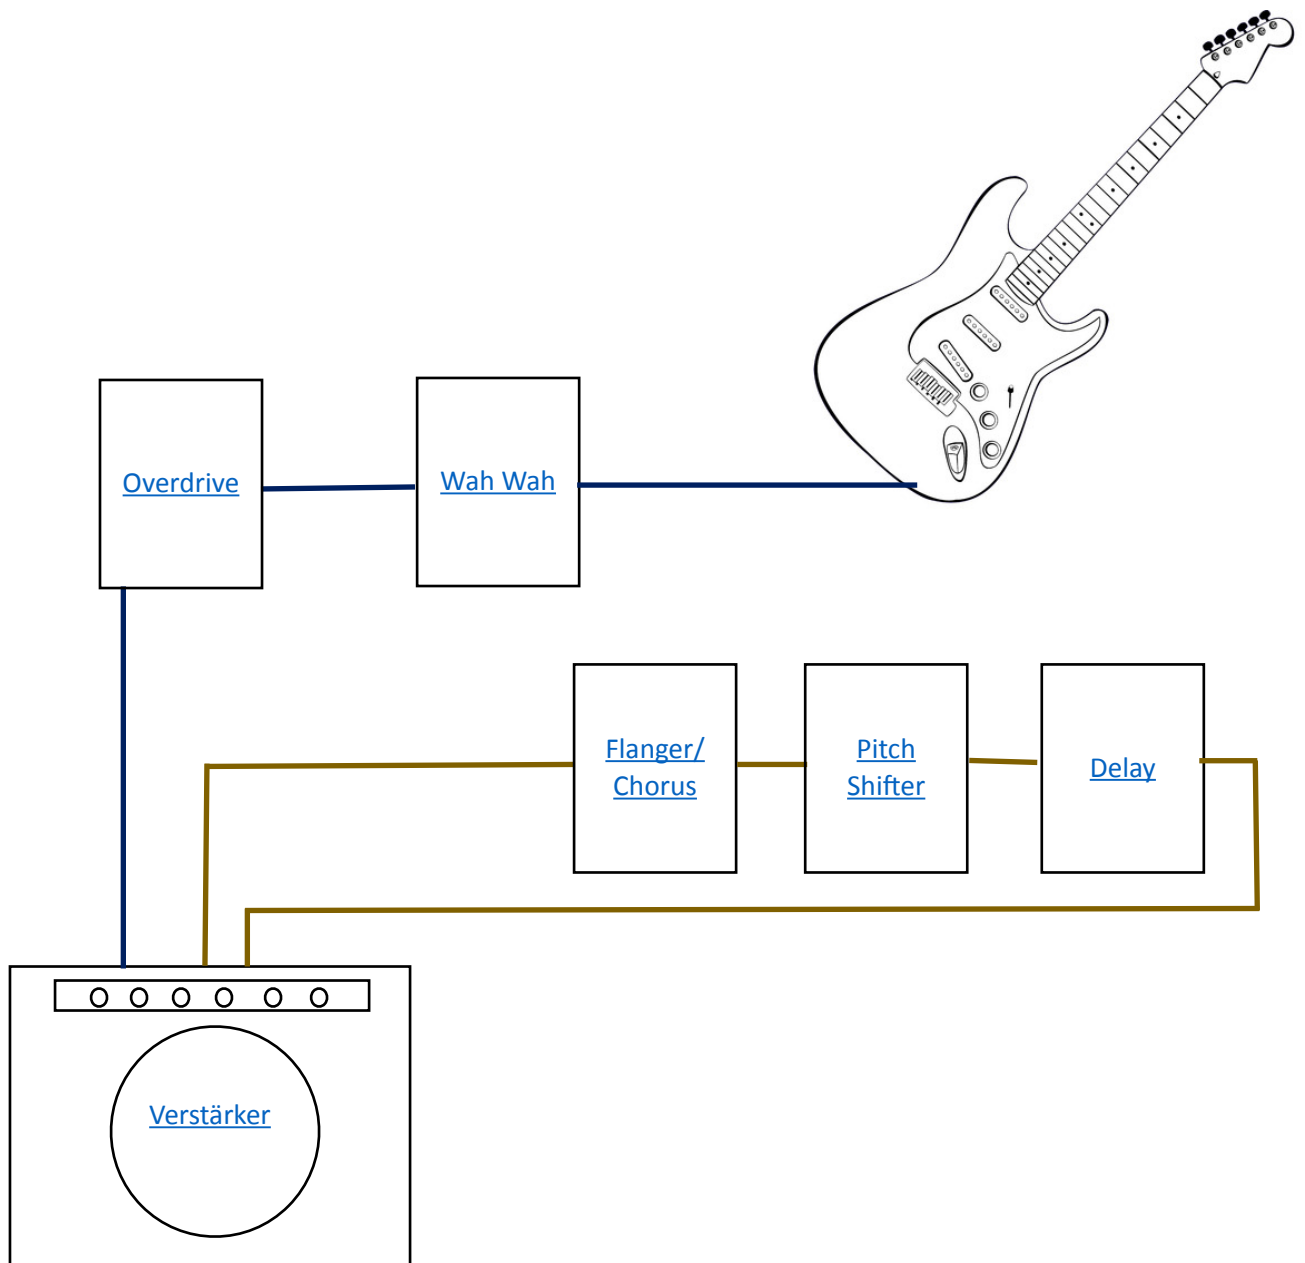 Overdrive
Wah Wah
Flanger/
Chorus
Pitch
Shifter
Delay
Verstärker